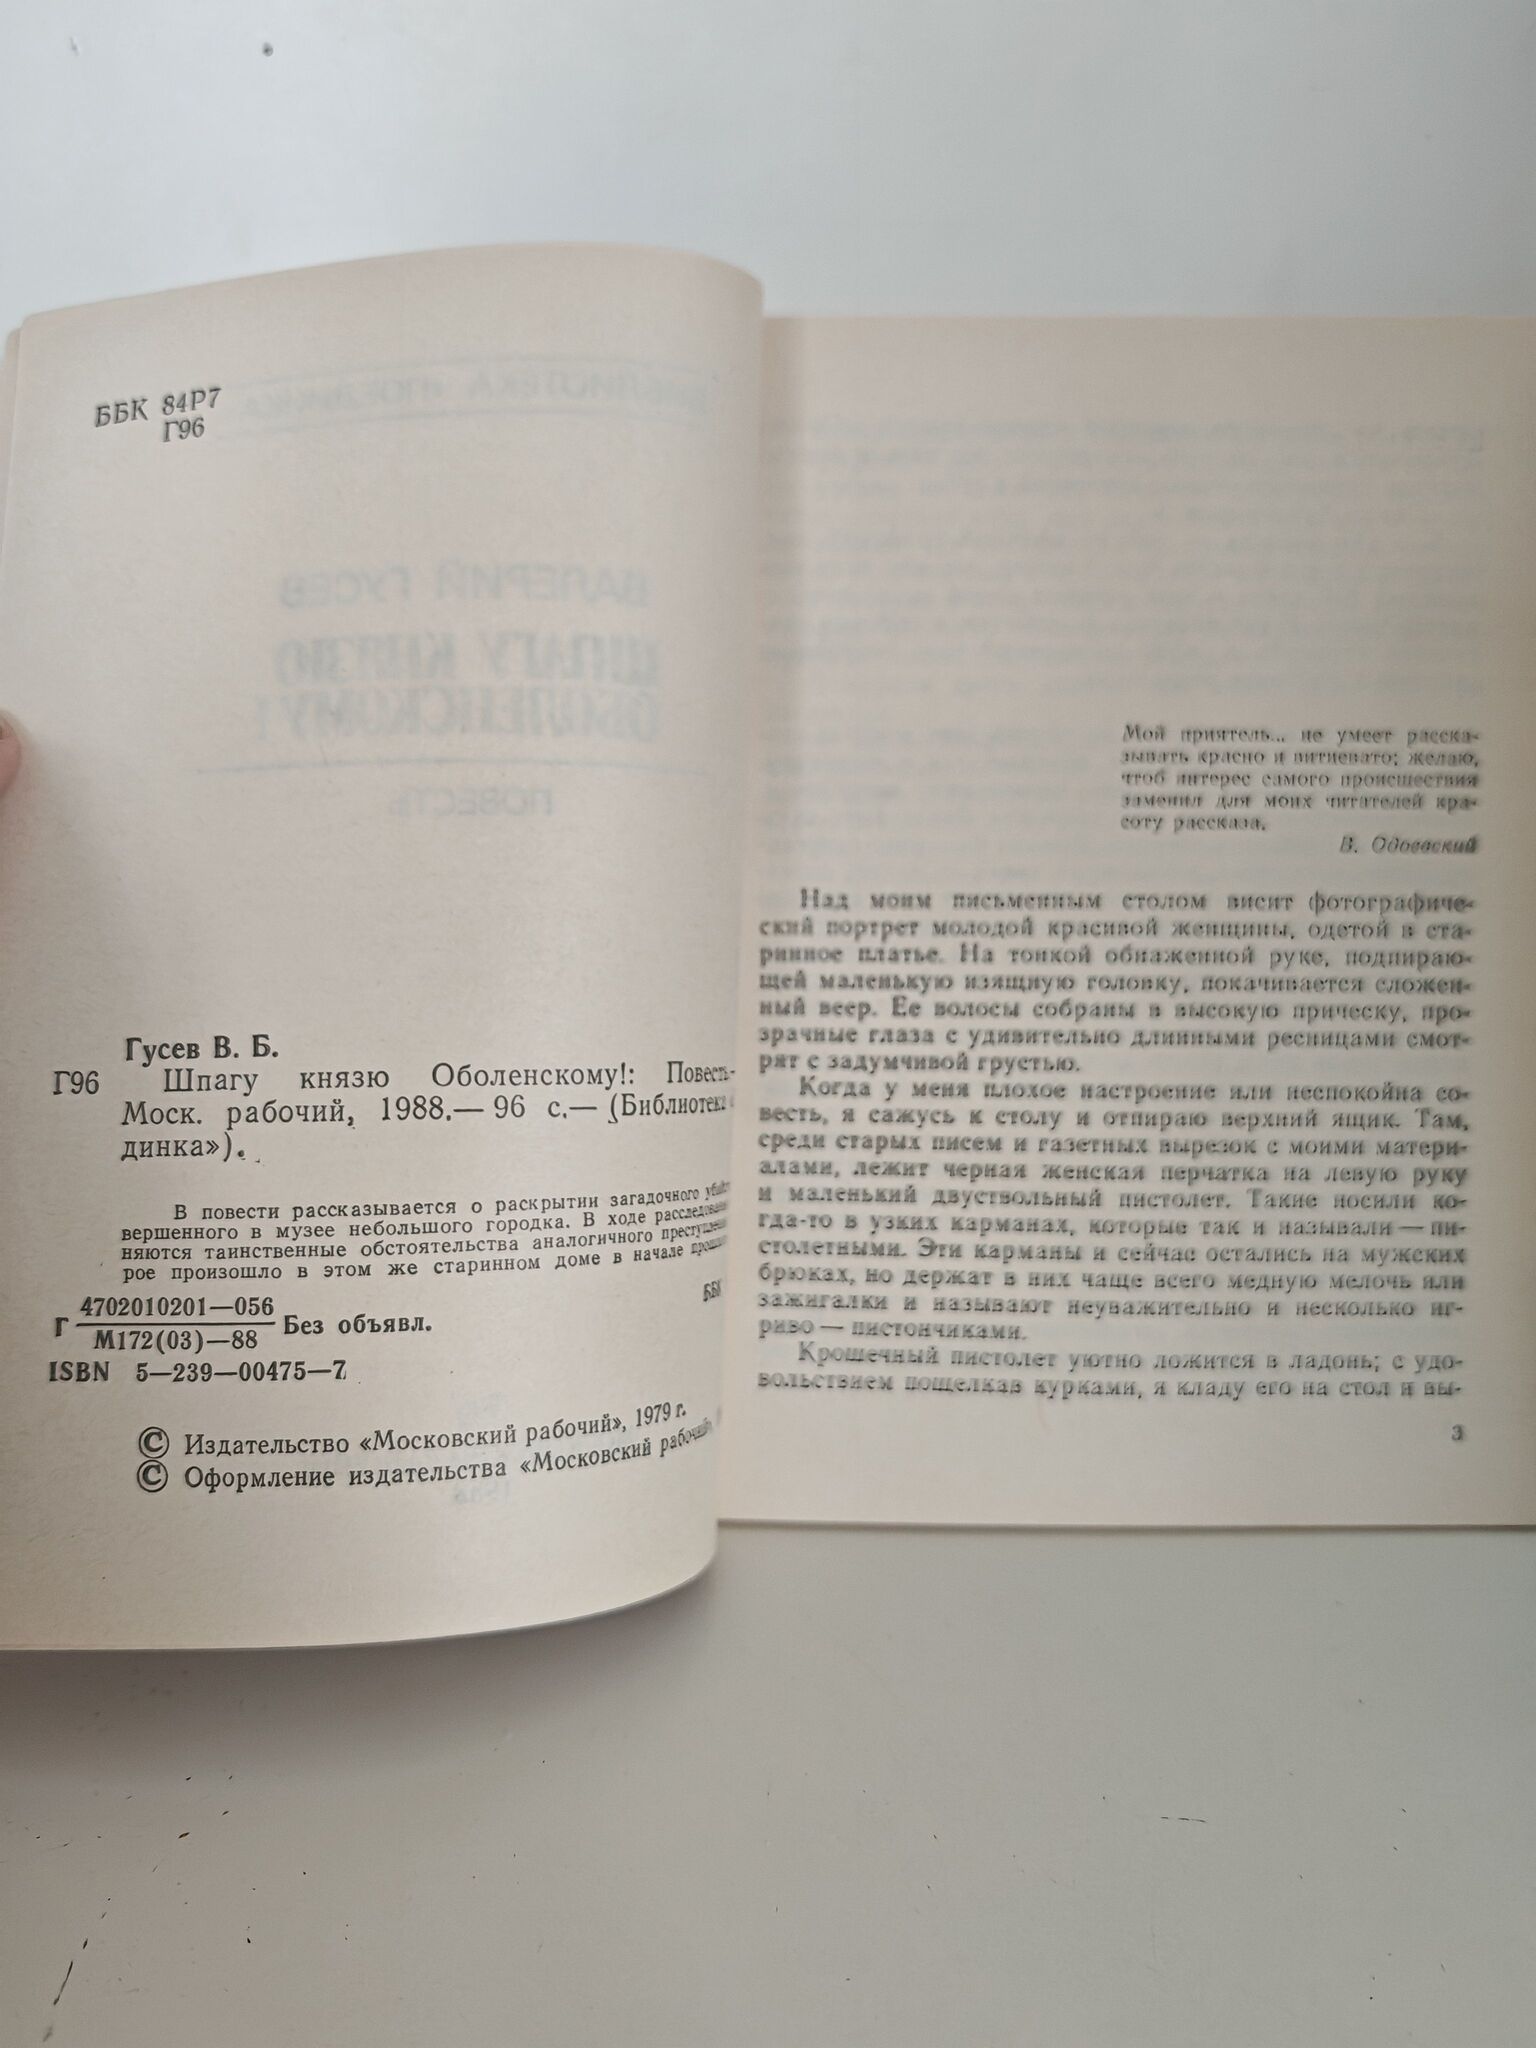 ББК 84Р7
Г96
Гусев В. Б.
Г96 Шпагу князю Оболенскому!: Повесть.—
Моск. рабочий, 1988.— 96 с.— (Библиотека
динка»).
В повести рассказывается о раскрытии загадочного
вершенного в музее небольшого городка. В ходе
няются таинственные обстоятельства аналогичного
рое произошло в этом же старинном доме в начале
ББК
Г 4702010201—056
М172(03)—88 Без объявл.
ISBN 5—239—00475—7
© Издательство «Московский рабочий», 1979 г.
© Оформление издательства «Московский
Мой приятель... не умеет расска-
зывать красно и витиевато; желаю,
чтоб интерес самого происшествия
заменил для моих читателей кра-
соту рассказа.
В. Одоевский
Над моим письменным столом висит фотографиче-
ский портрет молодой красивой женщины, одетой в ста-
ринное платье. На тонкой обнаженной руке, подпираю-
щей маленькую изящную головку, покачивается сложен-
ный веер. Ее волосы собраны в высокую прическу, про-
зрачные глаза с удивительно длинными ресницами смот-
рят с задумчивой грустью.
Когда у меня плохое настроение или неспокойна со-
весть, я сажусь к столу и отпираю верхний ящик. Там,
среди старых писем и газетных вырезок с моими матери-
алами, лежит черная женская перчатка на левую руку
и маленький двуствольный пистолет. Такие носили ко-
гда-то в узких карманах, которые так и называли — пи-
столетными. Эти карманы и сейчас остались на мужских
брюках, но держат в них чаще всего медную мелочь или
зажигалки и называют неуважительно и несколько иг-
риво — пистончиками.
Крошечный пистолет уютно ложится в ладонь; с удо-
вольствием пощелкав курками, я кладу его на стол и вы-
3